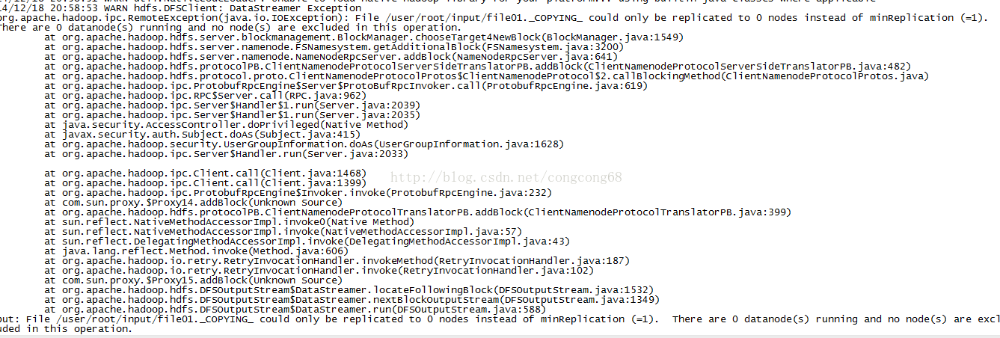 WARN hdfs.DFSClient: DataStreamer Exception
org.apache.hadoop.ipc.RemoteException(java.io.IOException): File /user/root/input/file01._COPYING_ could only be replicated to 0 nodes instead of minReplication (=1).
There are 0 datanode(s) running and no node(s) are excluded in this operation.
at org.apache.hadoop.hdfs.server.blockmanagement.BlockManager.chooseTarget4NewBlock(BlockManager.java:1549)
at org.apache.hadoop.hdfs.server.namenode.FSNamesystem.getAdditionalBlock(FSNamesystem.java:3200)
at org.apache.hadoop.hdfs.server.namenode.NameNodeRpcServer.addBlock(NameNodeRpcServer.java:641)
at org.apache.hadoop.hdfs.protocolPB.ClientNamenodeProtocolServerSideTranslatorPB.addBlock(ClientNamenodeProtocolServerSideTranslatorPB.java:482)
at org.apache.hadoop.hdfs.protocol.proto.ClientNamenodeProtocolProtos$ClientNamenodeProtocol$2.callBlockingMethod(ClientNamenodeProtocolProtos.java)
at org.apache.hadoop.ipc.ProtobufRpcEngine$Server$ProtoBufRpcInvoker.call(ProtobufRpcEngine.java:619)
at org.apache.hadoop.ipc.RPC$Server.call(RPC.java:962)
at org.apache.hadoop.ipc.Server$Handler$1.run(Server.java:2039)
at org.apache.hadoop.ipc.Server$Handler$1.run(Server.java:2035)
at java.security.AccessController.doPrivileged(Native Method)
at javax.security.auth.Subject.doAs(Subject.java:415)
at org.apache.hadoop.security.UserGroupInformation.doAs(UserGroupInformation.java:1628)
at org.apache.hadoop.ipc.Server$Handler.run(Server.java:2033)
at org.apache.hadoop.ipc.Client.call(Client.java:1468)
http://blog.csdn.net/congcong68
at org.apache.hadoop.ipc.Client.call(Client.java:1399)
at org.apache.hadoop.ipc.ProtobufRpcEngine$Invoker.invoke(ProtobufRpcEngine.java:232)
at com.sun.proxy.$Proxy14.addBlock(Unknown Source)
at org.apache.hadoop.hdfs.protocolPB.ClientNamenodeProtocolTranslatorPB.addBlock(ClientNamenodeProtocolTranslatorPB.java:399)
at sun.reflect.NativeMethodAccessorImpl.invoke0(Native Method)
at sun.reflect.NativeMethodAccessorImpl.invoke(NativeMethodAccessorImpl.java:57)
at sun.reflect.DelegatingMethodAccessorImpl.invoke(DelegatingMethodAccessorImpl.java:43)
at java.lang.reflect.Method.invoke(Method.java:606)
at org.apache.hadoop.io.retry.RetryInvocationHandler.invokeMethod(RetryInvocationHandler.java:187)
at org.apache.hadoop.io.retry.RetryInvocationHandler.invoke(RetryInvocationHandler.java:102)
at com.sun.proxy.$Proxy15.addBlock(Unknown Source)
at org.apache.hadoop.hdfs.DFSOutputStream$DataStreamer.locateFollowingBlock(DFSOutputStream.java:1532)
at org.apache.hadoop.hdfs.DFSOutputStream$DataStreamer.nextBlockOutputStream(DFSOutputStream.java:1349)
at org.apache.hadoop.hdfs.DFSOutputStream$DataStreamer.run(DFSOutputStream.java:588)
put: File /user/root/input/file01._COPYING_ could only be replicated to 0 nodes instead of minReplication (=1).  There are 0 datanode(s) running and no node(s) are excl
uded in this operation.